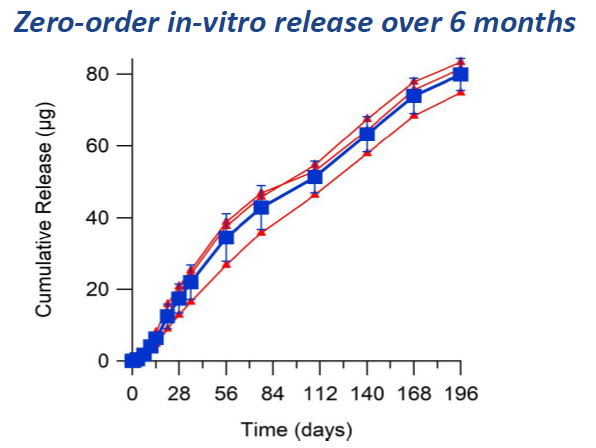 Zero-order in-vitro release over 6 months
80
60
40
20
0
Cumulative Release (µg)
0 28 56 84 112 140 168 196
Time (days)